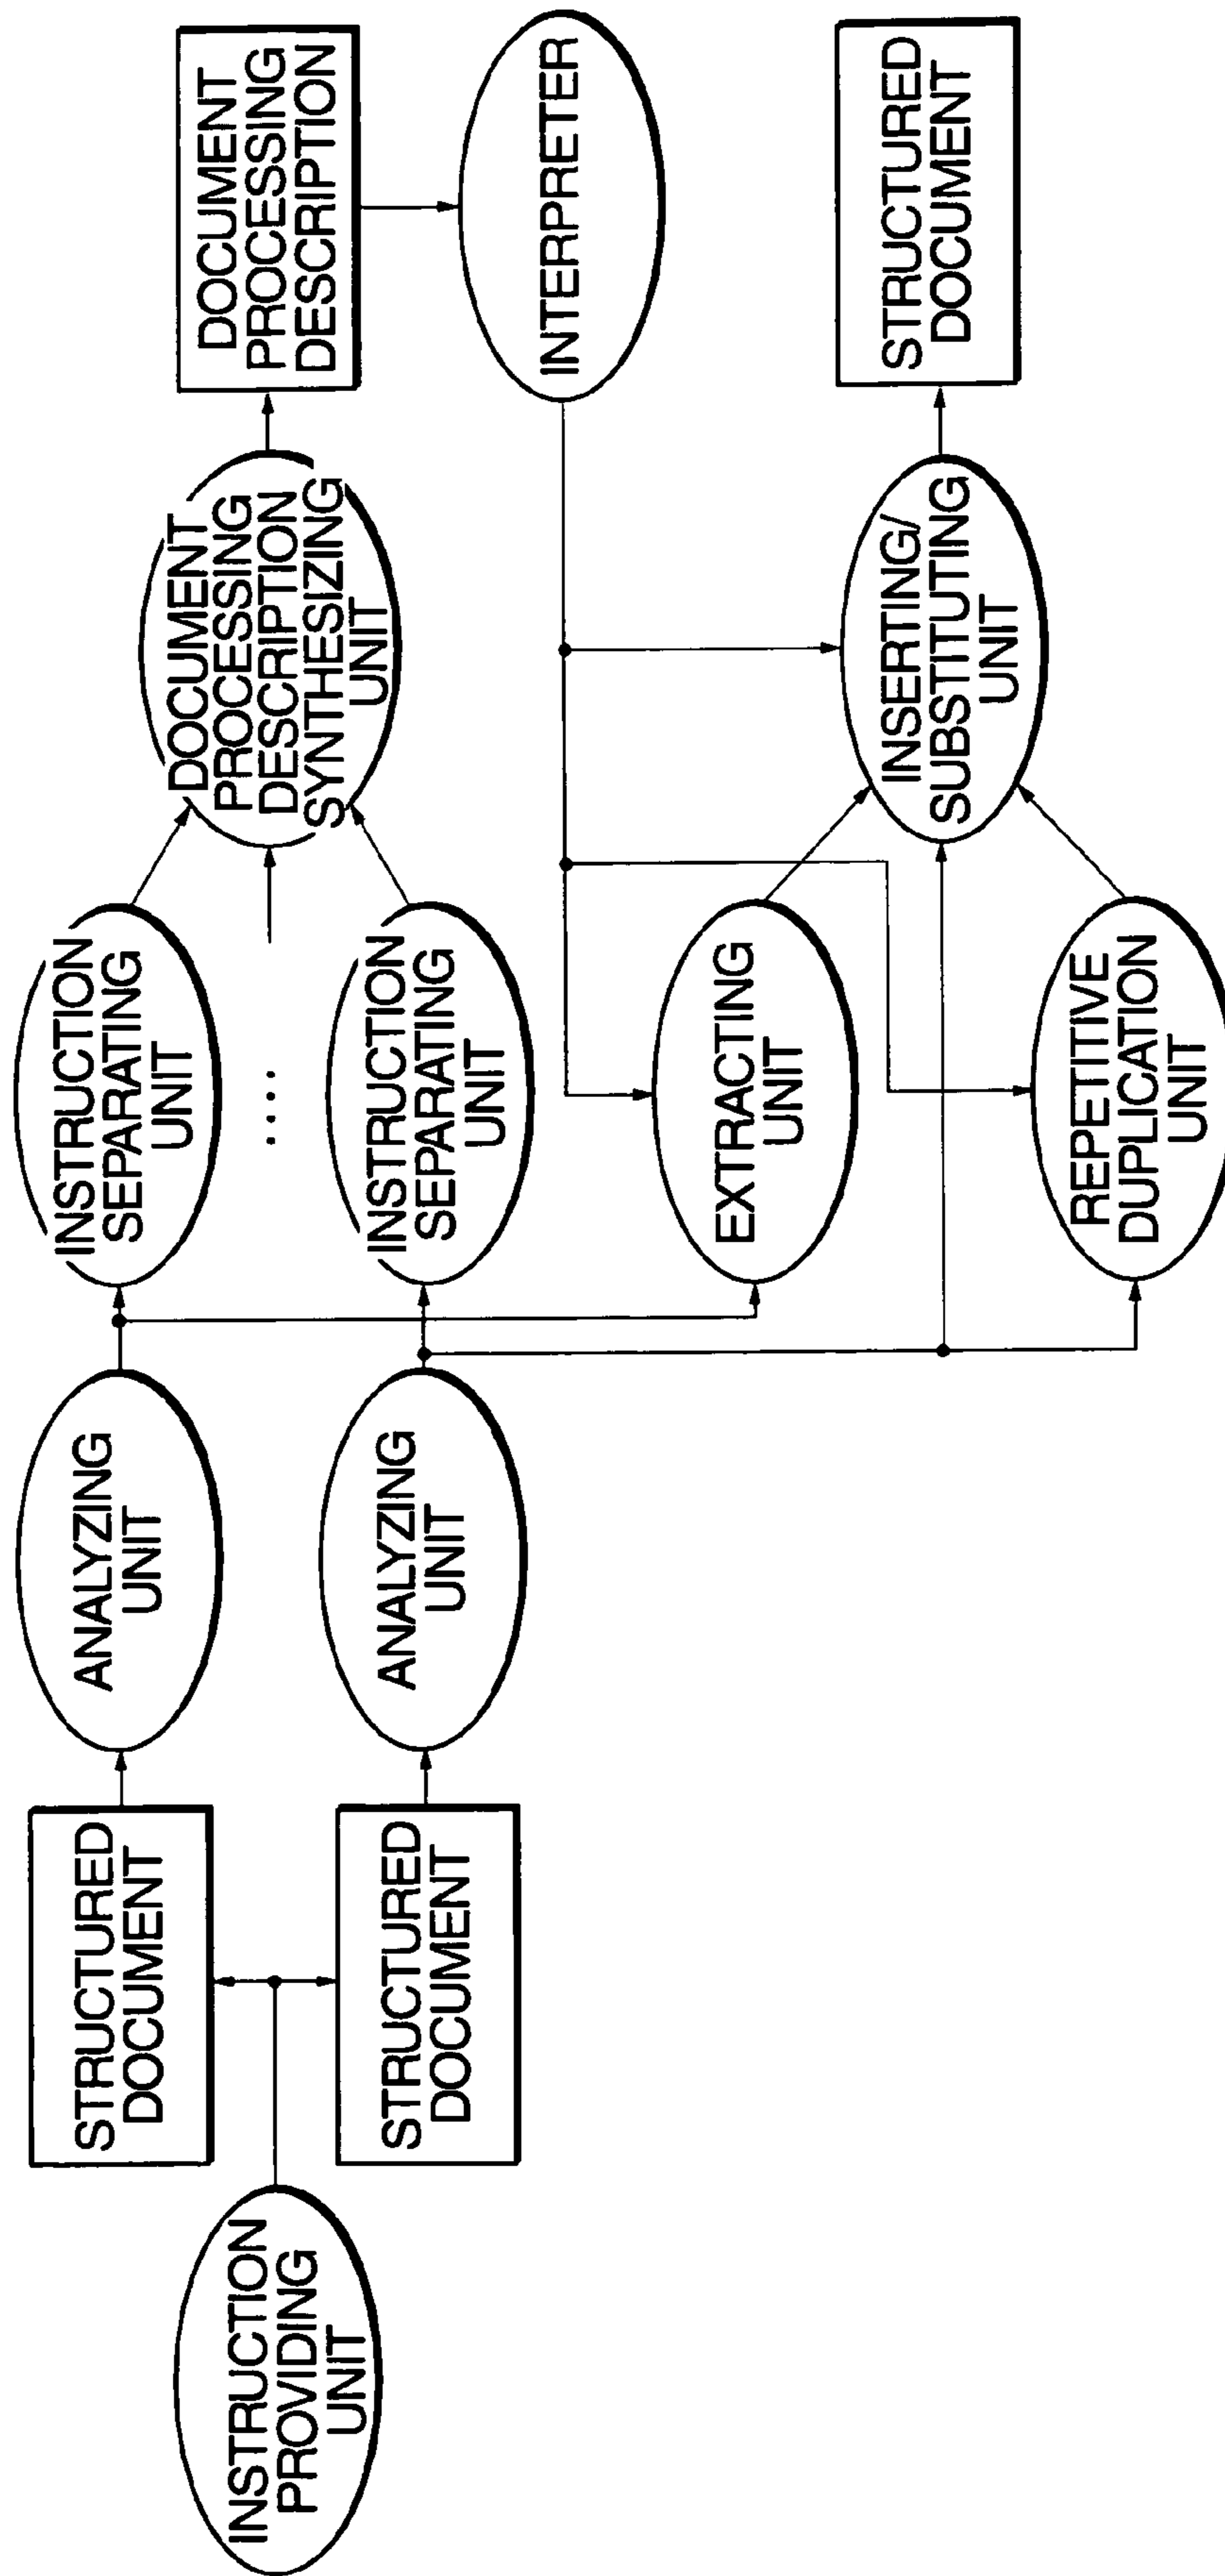 INSTRUCTION
PROVIDING
UNIT
STRUCTURED
DOCUMENT
STRUCTURED
DOCUMENT
ANALYZING
UNIT
ANALYZING
UNIT
INSTRUCTION
SEPARATING
UNIT
....
INSTRUCTION
SEPARATING
UNIT
EXTRACTING
UNIT
REPETITIVE
DUPLICATION
UNIT
DOCUMENT
PROCESSING
DESCRIPTION
SYNTHESIZING
UNIT
INSERTING/
SUBSTITUTING
UNIT
DOCUMENT
PROCESSING
DESCRIPTION
INTERPRETER
STRUCTURED
DOCUMENT